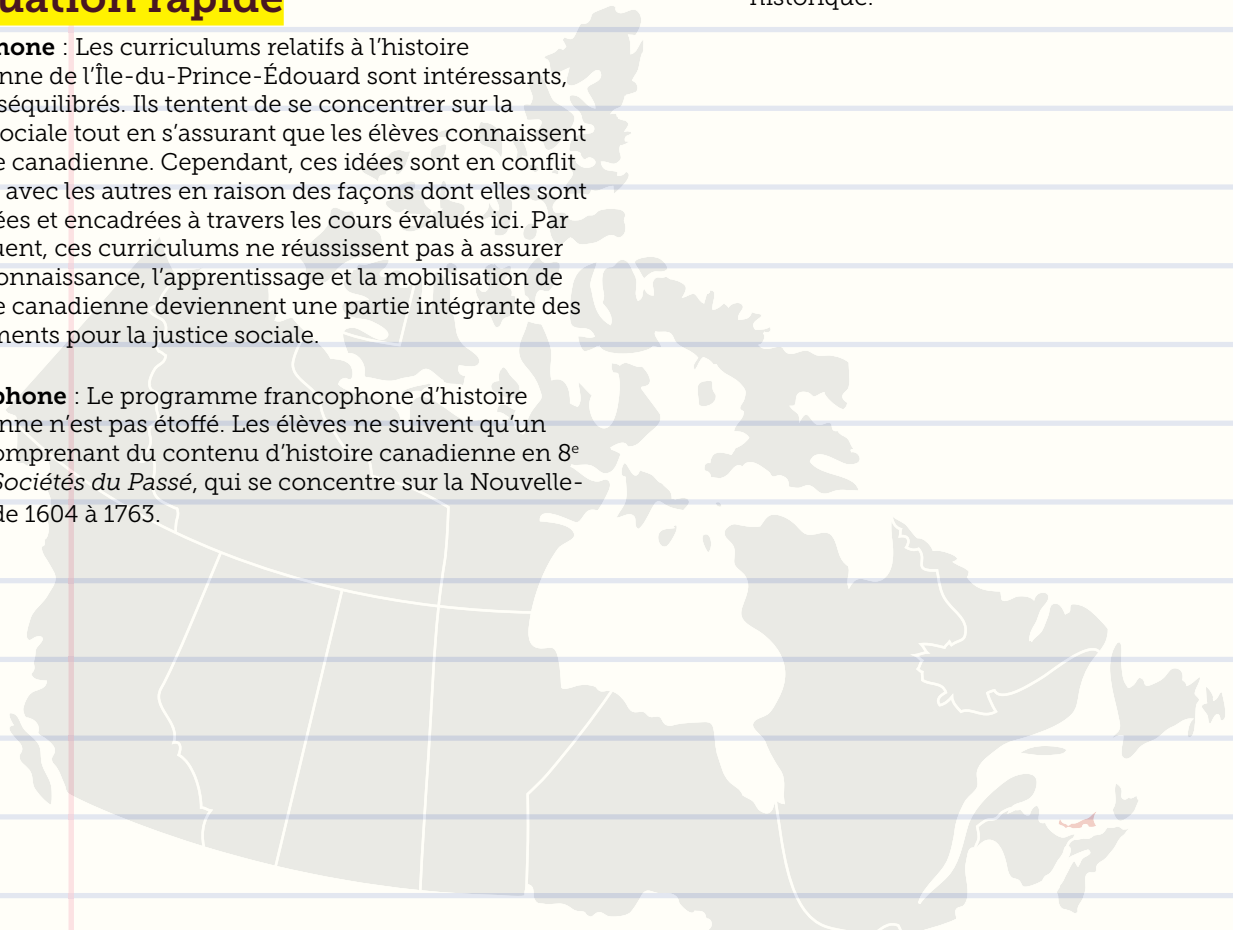 uation rapide
hone : Les curriculums relatifs à l’histoire
nne de l’Île-du-Prince-Édouard sont intéressants,
séquilibrés. Ils tentent de se concentrer sur la
ociale tout en s’assurant que les élèves connaissent
e canadienne. Cependant, ces idées sont en conflit
avec les autres en raison des façons dont elles sont
ées et encadrées à travers les cours évalués ici. Par
uent, ces curriculums ne réussissent pas à assurer
onnaissance, l’apprentissage et la mobilisation de
e canadienne deviennent une partie intégrante des
ments pour la justice sociale.
phone : Le programme francophone d’histoire
nne n’est pas étoffé. Les élèves ne suivent qu’un
omprenant du contenu d’histoire canadienne en 8e
Sociétés du Passé, qui se concentre sur la Nouvelle-
de 1604 à 1763.
historique.